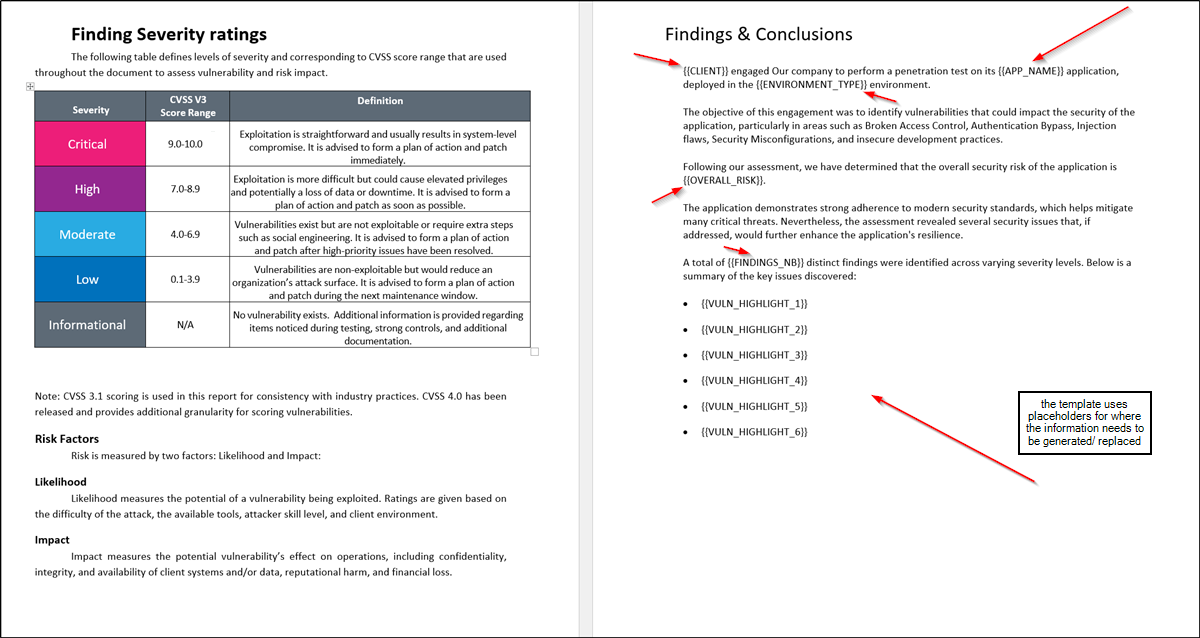 Finding Severity ratings
The following table defines levels of severity and corresponding to CVSS score range that are used
throughout the document to assess vulnerability and risk impact.
Severity
CVSS V3
Score Range
Definition
Critical
9.0-10.0
Exploitation is straightforward and usually results in system-level
compromise. It is advised to form a plan of action and patch
immediately.
High
7.0-8.9
Exploitation is more difficult but could cause elevated privileges
and potentially a loss of data or downtime. It is advised to form a
plan of action and patch as soon as possible.
Moderate
4.0-6.9
Vulnerabilities exist but are not exploitable or require extra steps
such as social engineering. It is advised to form a plan of action
and patch after high-priority issues have been resolved.
Low
0.1-3.9
Vulnerabilities are non-exploitable but would reduce an
organization's attack surface. It is advised to form a plan of action
and patch during the next maintenance window.
Informational
N/A
No vulnerability exists.  Additional information is provided regarding
items noticed during testing, strong controls, and additional
documentation.
Note: CVSS 3.1 scoring is used in this report for consistency with industry practices. CVSS 4.0 has been
released and provides additional granularity for scoring vulnerabilities.
Risk Factors
Risk is measured by two factors: Likelihood and Impact:
Likelihood
Likelihood measures the potential of a vulnerability being exploited. Ratings are given based on
the difficulty of the attack, the available tools, attacker skill level, and client environment.
Impact
Impact measures the potential vulnerability's effect on operations, including confidentiality,
integrity, and availability of client systems and/or data, reputational harm, and financial loss.
Findings & Conclusions
{{CLIENT}} engaged Our company to perform a penetration test on its {{APP_NAME}} application,
deployed in the {{ENVIRONMENT_TYPE}} environment.
The objective of this engagement was to identify vulnerabilities that could impact the security of the
application, particularly in areas such as Broken Access Control, Authentication Bypass, Injection
flaws, Security Misconfigurations, and insecure development practices.
Following our assessment, we have determined that the overall security risk of the application is
{{OVERALL_RISK}}.
The application demonstrates strong adherence to modern security standards, which helps mitigate
many critical threats. Nevertheless, the assessment revealed several security issues that, if
addressed, would further enhance the application's resilience.
A total of {{FINDINGS_NB}} distinct findings were identified across varying severity levels. Below is a
summary of the key issues discovered:
• {{VULN_HIGHLIGHT_1}}
• {{VULN_HIGHLIGHT_2}}
• {{VULN_HIGHLIGHT_3}}
• {{VULN_HIGHLIGHT_4}}
• {{VULN_HIGHLIGHT_5}}
• {{VULN_HIGHLIGHT_6}}
the template uses
placeholders for where
the information needs to
be generated/ replaced